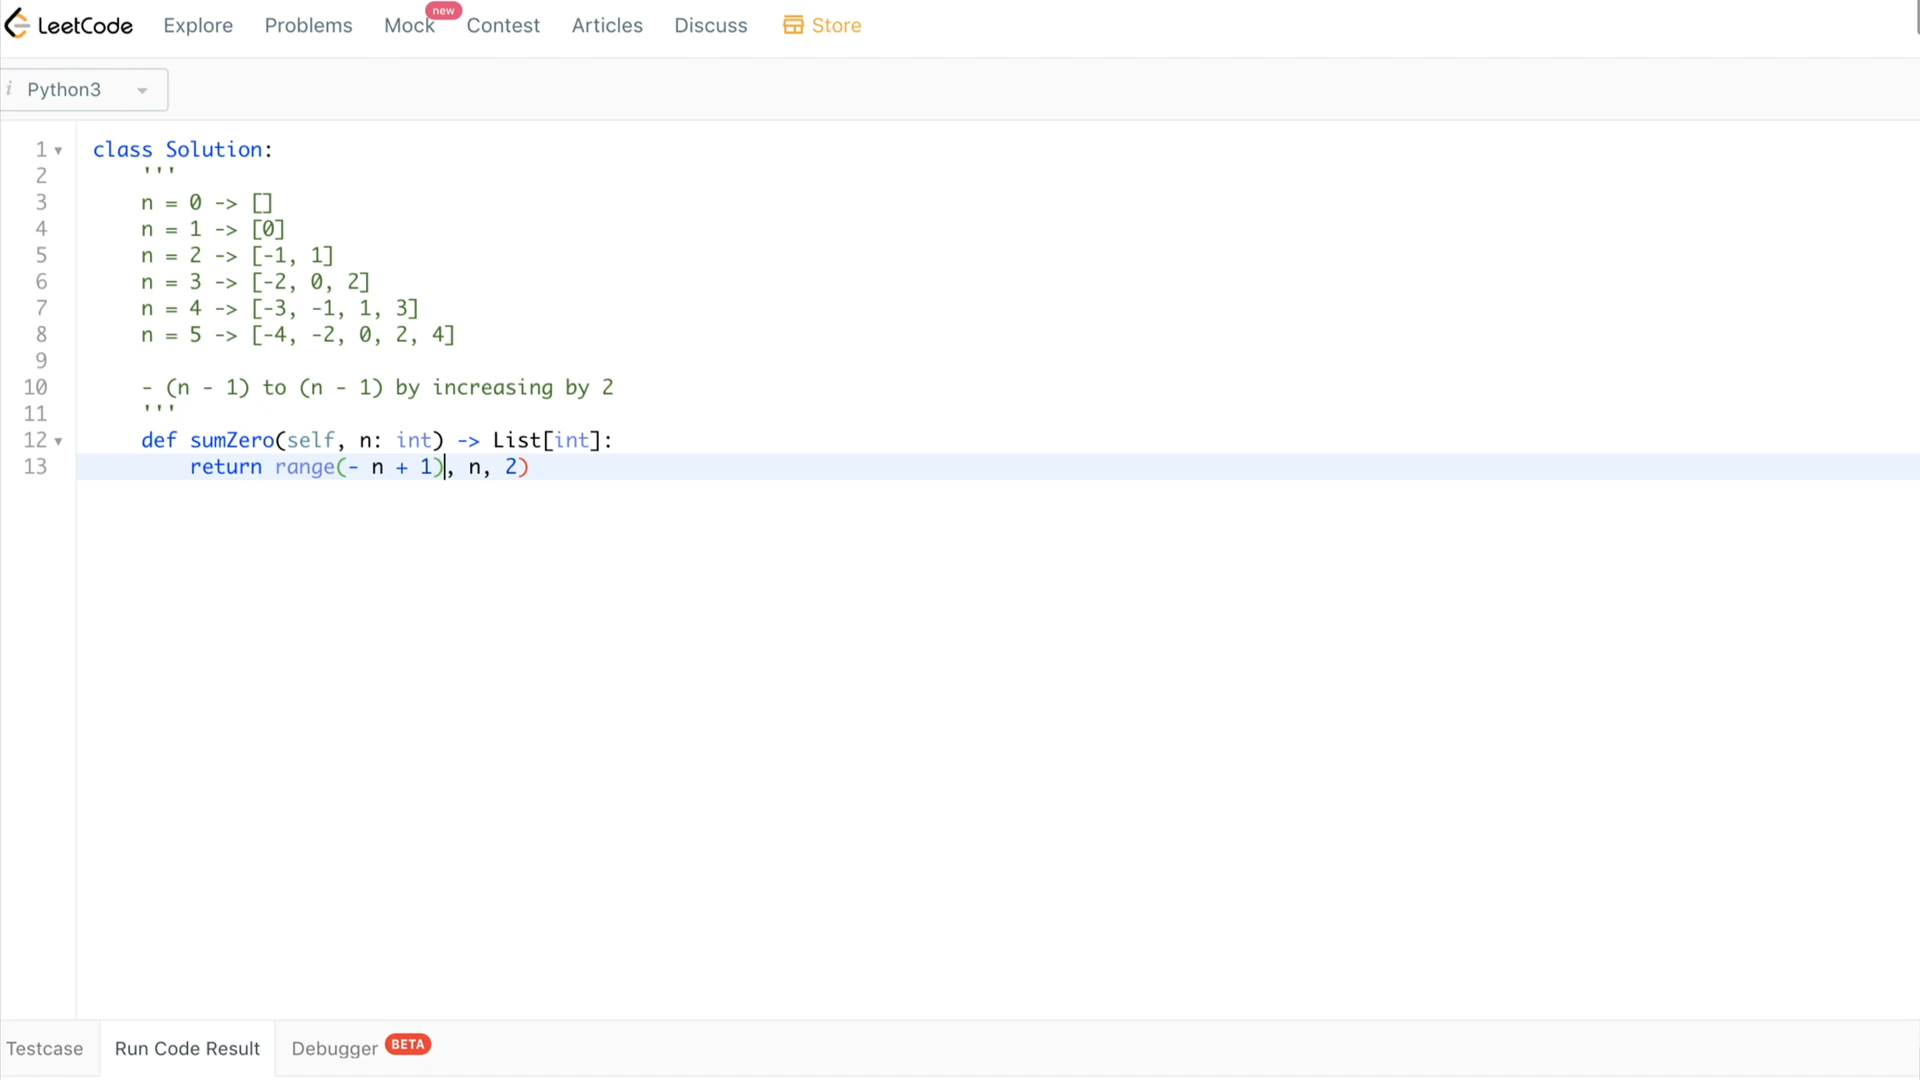 LeetCode Explore Problems Mock new Contest Articles Discuss Store
i Python3
1 class Solution:
2 '''
3 n = 0 -> []
4 n = 1 -> [0]
5 n = 2 -> [-1, 1]
6 n = 3 -> [-2, 0, 2]
7 n = 4 -> [-3, -1, 1, 3]
8 n = 5 -> [-4, -2, 0, 2, 4]
9
10 - (n - 1) to (n - 1) by increasing by 2
11 '''
12 def sumZero(self, n: int) -> List[int]:
13 return range(- n + 1), n, 2)
Testcase Run Code Result Debugger BETA